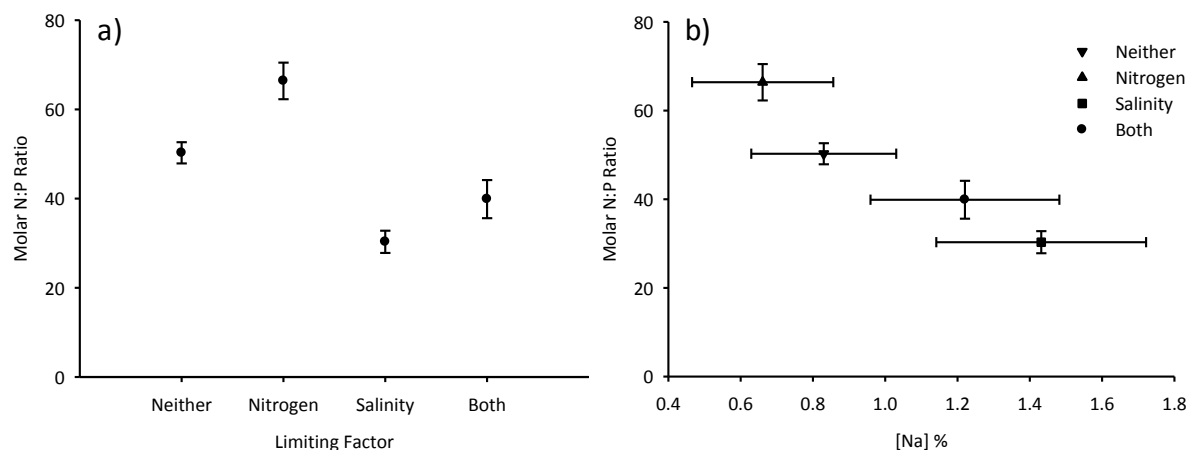 a)
80
60
40
20
0
Molar N:P Ratio
Neither Nitrogen Salinity Both
Limiting Factor
b)
80
60
40
20
0
Molar N:P Ratio
Neither
Nitrogen
Salinity
Both
0.4 0.6 0.8 1.0 1.2 1.4 1.6 1.8
[Na] %